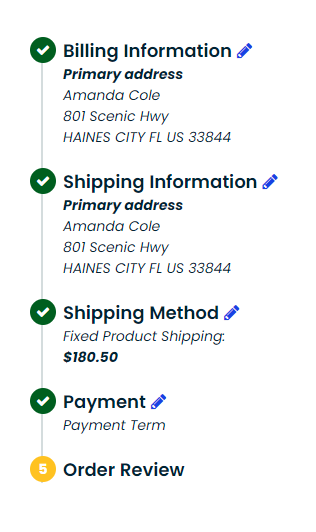 Billing Information
Primary address
Amanda Cole
801 Scenic Hwy
HAINES CITY FL US 33844
Shipping Information
Primary address
Amanda Cole
801 Scenic Hwy
HAINES CITY FL US 33844
Shipping Method
Fixed Product Shipping:
$180.50
Payment
Payment Term
5 Order Review